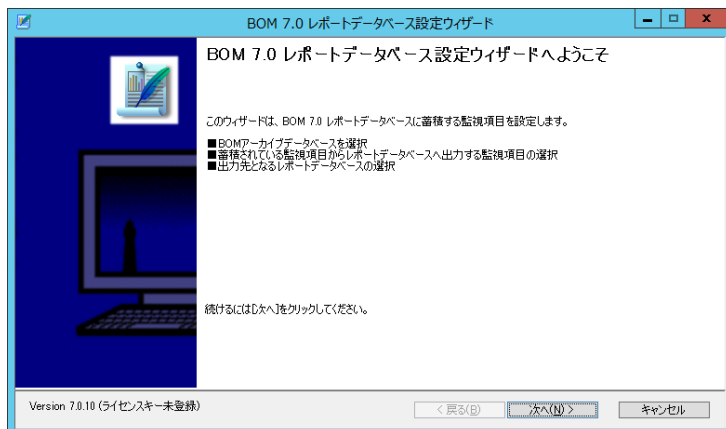 BOM 7.0 レポートデータベース設定ウィザード
BOM 7.0 レポートデータベース設定ウィザードへようこそ
このウィザードは、BOM 7.0 レポートデータベースに蓄積する監視項目を設定します。
■BOMアーカイブデータベースを選択
■蓄積されている監視項目からレポートデータベースへ出力する監視項目の選択
■出力先となるレポートデータベースの選択
続けるには[次へ]をクリックしてください。
Version 7.0.10 (ライセンスキー未登録)
< 戻る(B) 次へ(N) > キャンセル